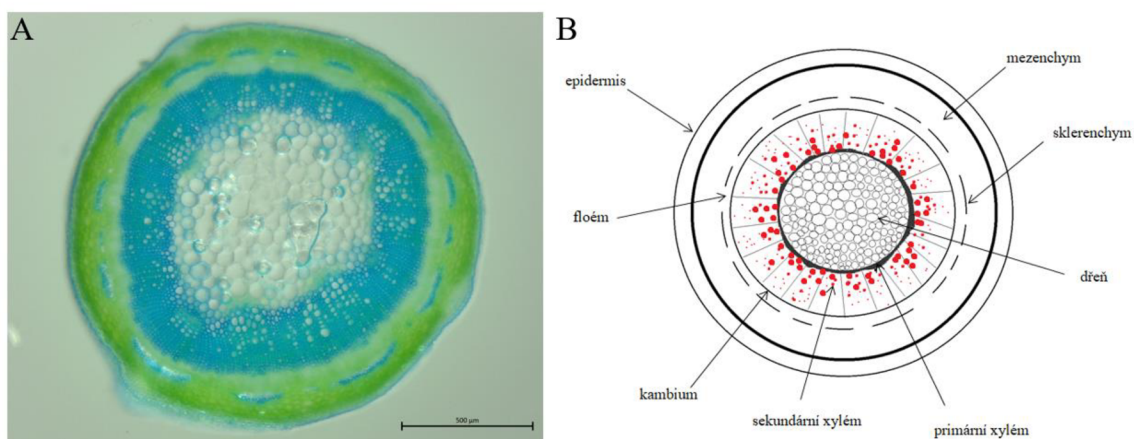 A
B
epidermis
mezenchym
sklerenchym
floém
dřeň
kambium
sekundární xylém
primární xylém
500 µm